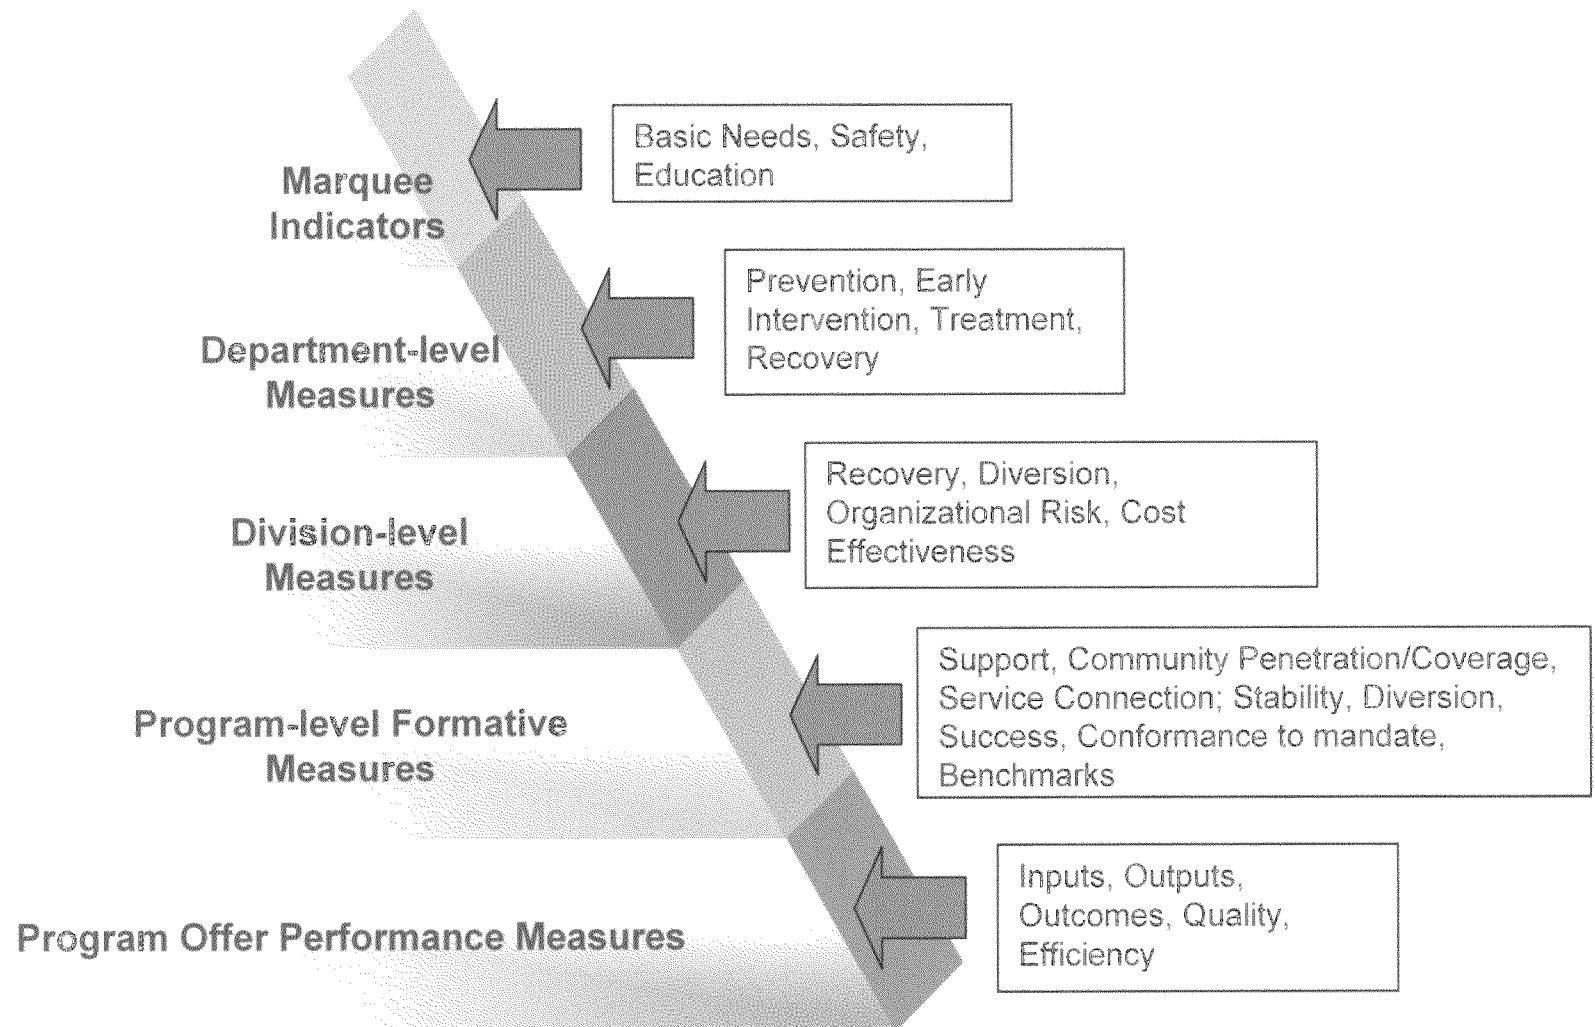 Marquee
Indicators
Basic Needs, Safety,
Education
Department-level
Measures
Prevention, Early
Intervention, Treatment,
Recovery
Division-level
Measures
Recovery, Diversion,
Organizational Risk, Cost
Effectiveness
Program-level Formative
Measures
Support, Community Penetration/Coverage,
Service Connection; Stability, Diversion,
Success, Conformance to mandate,
Benchmarks
Program Offer Performance Measures
Inputs, Outputs,
Outcomes, Quality,
Efficiency